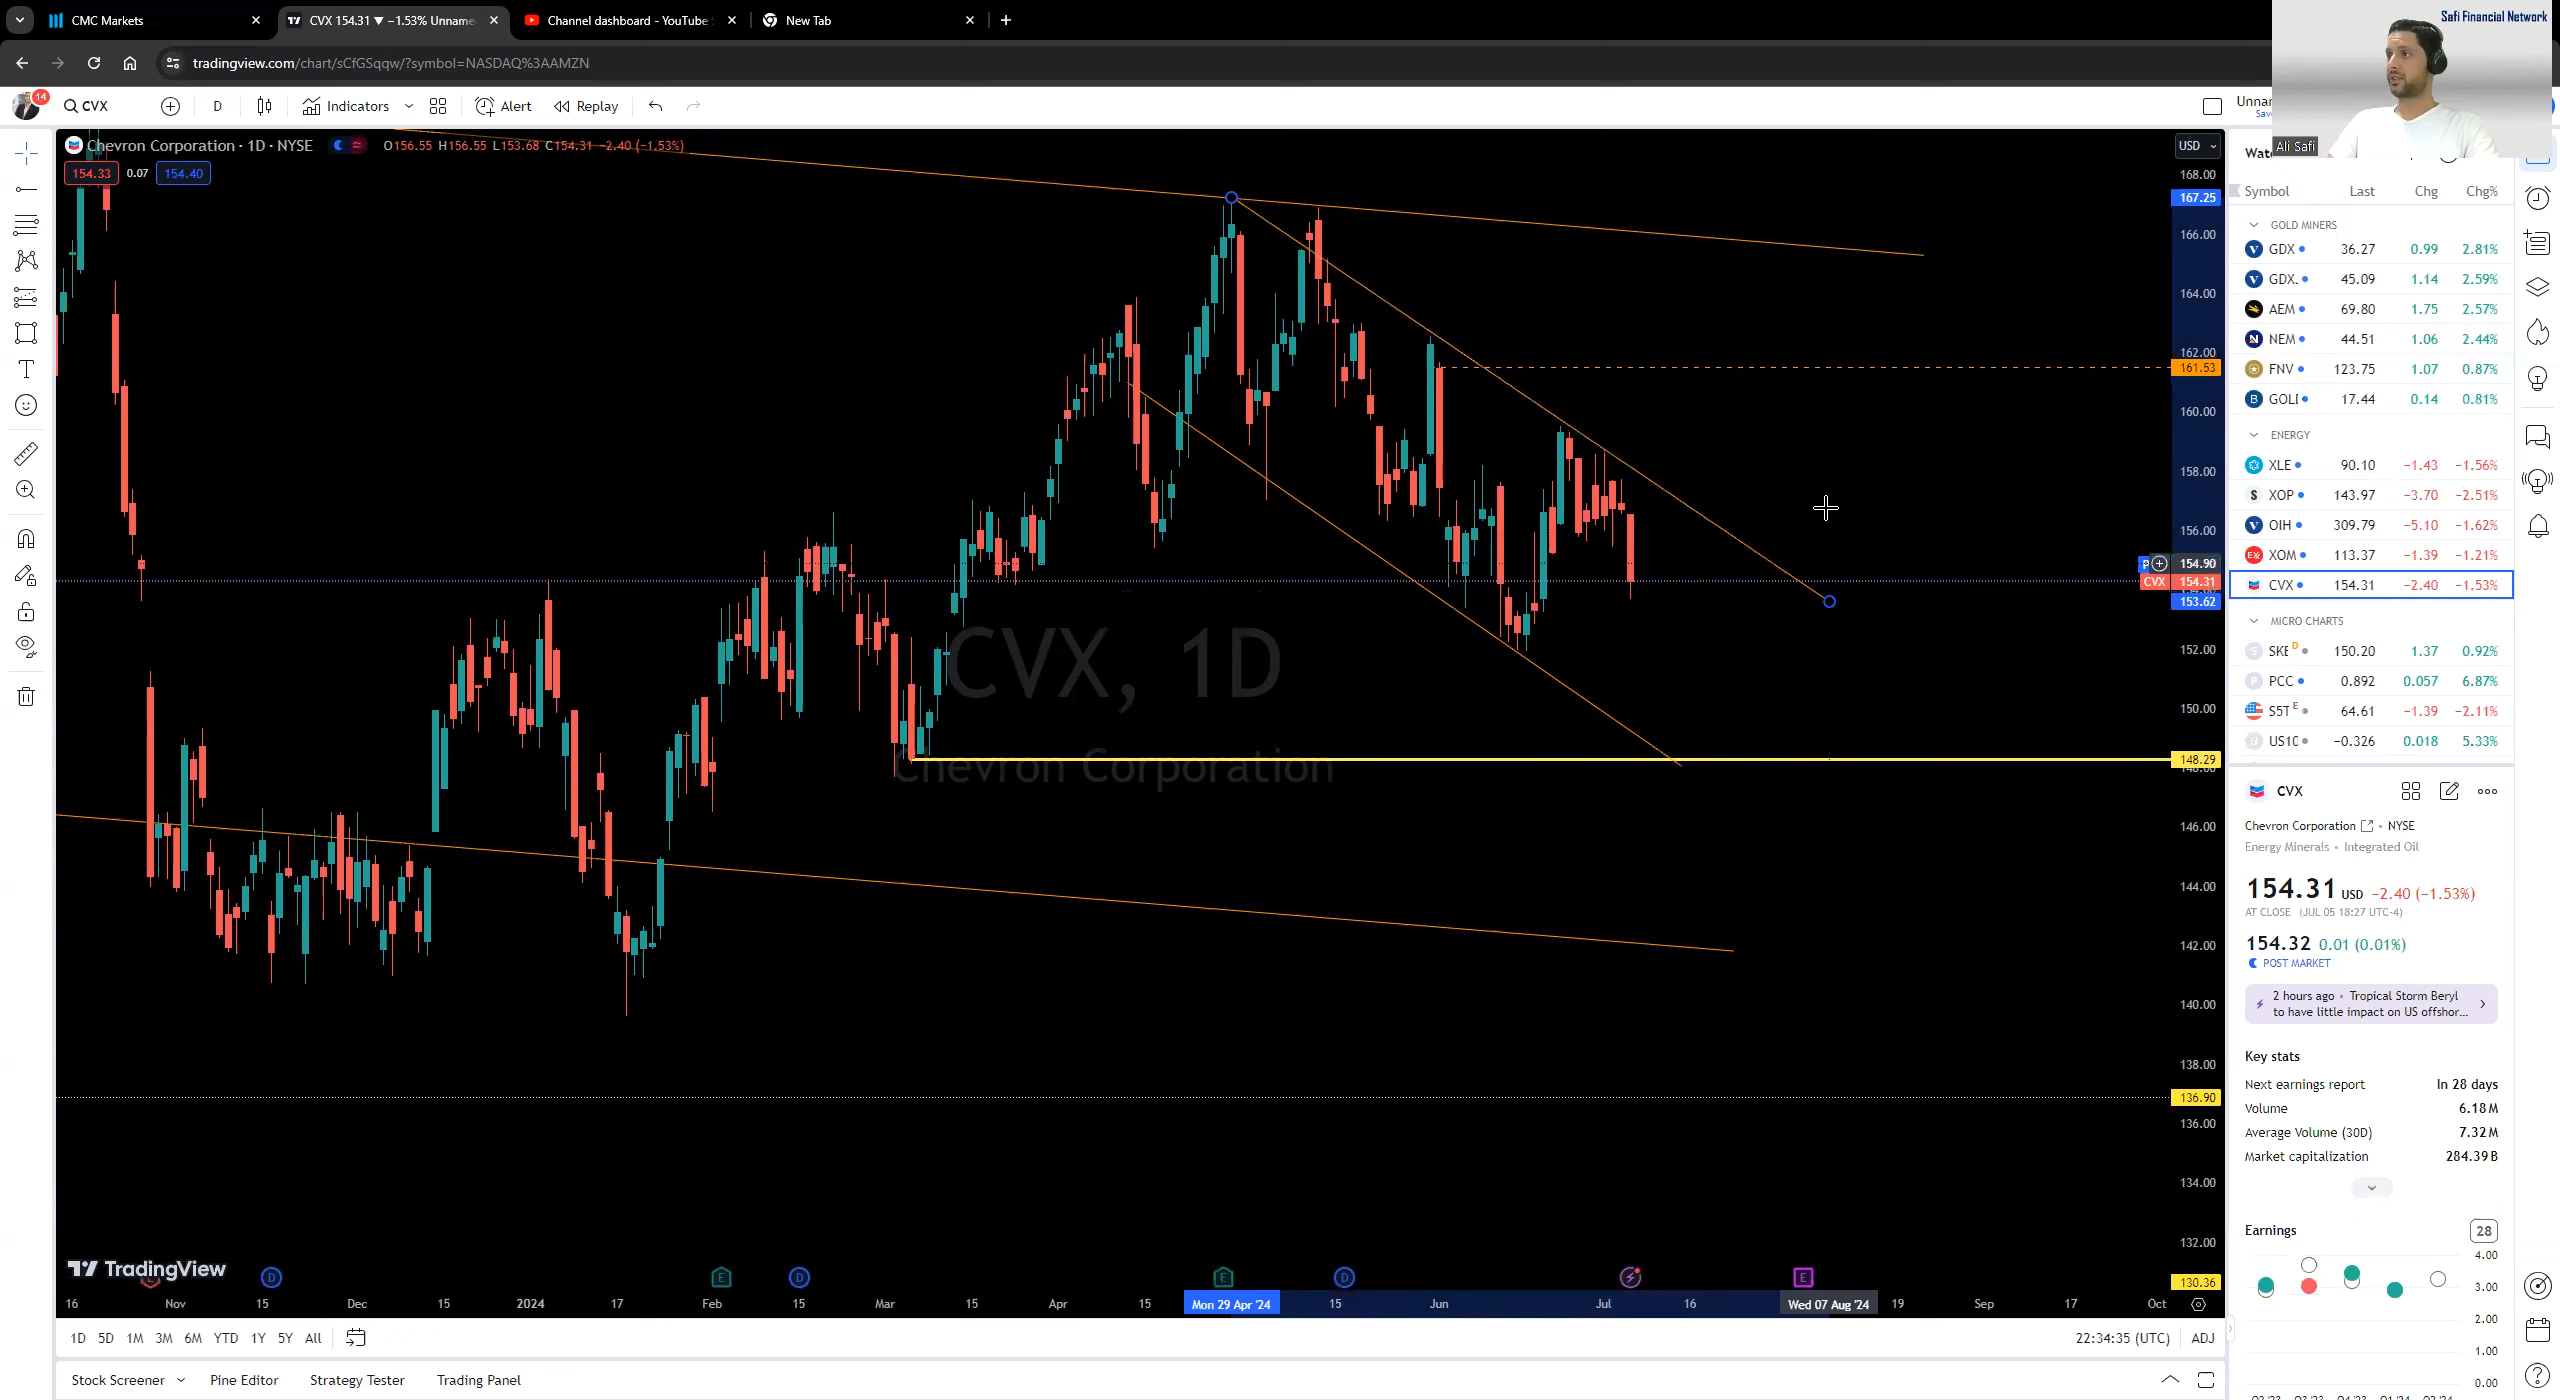 CMC Markets
CVX 154.31 ▼ −1.53% Unname
Channel dashboard - YouTube
New Tab
Safi Financial Network
tradingview.com/chart/sCfGSqqw/?symbol=NASDAQ%3AAMZN
14
CVX
D
Indicators
Alert
Replay
Unnan
Save
Ali Safi
Chevron Corporation · 1D · NYSE
O156.55 H156.55 L153.68 C154.31 −2.40 (−1.53%)
154.33 0.07 154.40
USD
168.00
167.25
166.00
164.00
162.00
161.53
160.00
158.00
156.00
154.90
CVX 154.31
153.62
152.00
150.00
148.29
146.00
144.00
142.00
140.00
138.00
136.90
136.00
134.00
132.00
130.36
CVX, 1D
Chevron Corporation
TradingView
16 Nov 15 Dec 15 2024 17 Feb 15 Mar 15 Apr 15 Mon 29 Apr '24 15 Jun Jul 16 Wed 07 Aug '24 19 Sep 17 Oct
1D 5D 1M 3M 6M YTD 1Y 5Y All
22:34:35 (UTC) ADJ
Stock Screener Pine Editor Strategy Tester Trading Panel
Symbol Last Chg Chg%
GOLD MINERS
GDX 36.27 0.99 2.81%
GDX 45.09 1.14 2.59%
AEM 69.80 1.75 2.57%
NEM 44.51 1.06 2.44%
FNV 123.75 1.07 0.87%
GOLI 17.44 0.14 0.81%
ENERGY
XLE 90.10 −1.43 −1.56%
XOP 143.97 −3.70 −2.51%
OIH 309.79 −5.10 −1.62%
XOM 113.37 −1.39 −1.21%
CVX 154.31 −2.40 −1.53%
MICRO CHARTS
SKE D 150.20 1.37 0.92%
PCC 0.892 0.057 6.87%
S5T E 64.61 −1.39 −2.11%
US10 −0.326 0.018 5.33%
CVX
Chevron Corporation • NYSE
Energy Minerals • Integrated Oil
154.31 USD −2.40 (−1.53%)
AT CLOSE (JUL 05 18:27 UTC-4)
154.32 0.01 (0.01%)
POST MARKET
2 hours ago • Tropical Storm Beryl
to have little impact on US offshor...
Key stats
Next earnings report In 28 days
Volume 6.18M
Average Volume (30D) 7.32M
Market capitalization 284.39B
Earnings 28
4.00
3.00
2.00
1.00
0.00